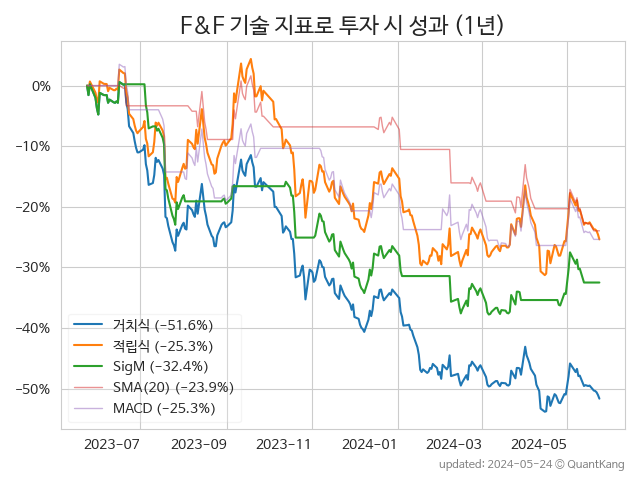 F&F 기술 지표로 투자 시 성과 (1년)
0%
−10%
−20%
−30%
−40%
−50%
거치식 (−51.6%)
적립식 (−25.3%)
SigM (−32.4%)
SMA(20) (−23.9%)
MACD (−25.3%)
2023−07
2023−09
2023−11
2024−01
2024−03
2024−05
updated: 2024−05−24 © QuantKang